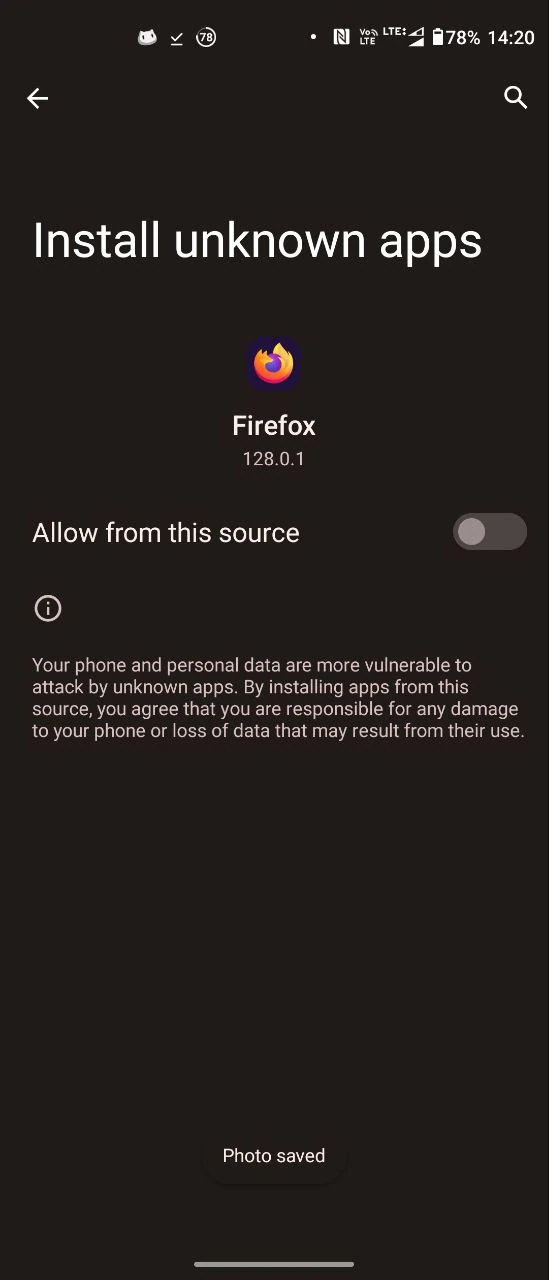 78 VoLTE LTE 78% 14:20
Install unknown apps
Firefox
128.0.1
Allow from this source
Your phone and personal data are more vulnerable to
attack by unknown apps. By installing apps from this
source, you agree that you are responsible for any damage
to your phone or loss of data that may result from their use.
Photo saved